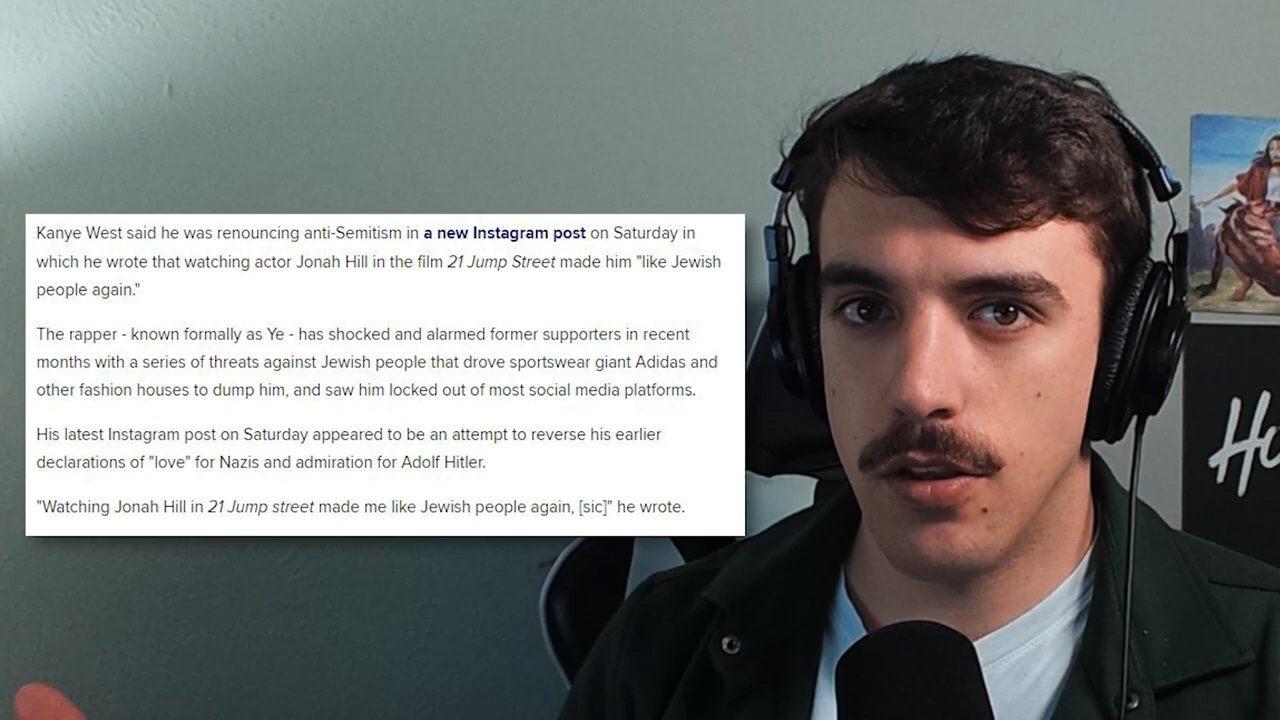 Kanye West said he was renouncing anti-Semitism in a new Instagram post on Saturday in
which he wrote that watching actor Jonah Hill in the film 21 Jump Street made him "like Jewish
people again."
The rapper - known formally as Ye - has shocked and alarmed former supporters in recent
months with a series of threats against Jewish people that drove sportswear giant Adidas and
other fashion houses to dump him, and saw him locked out of most social media platforms.
His latest Instagram post on Saturday appeared to be an attempt to reverse his earlier
declarations of "love" for Nazis and admiration for Adolf Hitler.
"Watching Jonah Hill in 21 Jump street made me like Jewish people again, [sic]" he wrote.